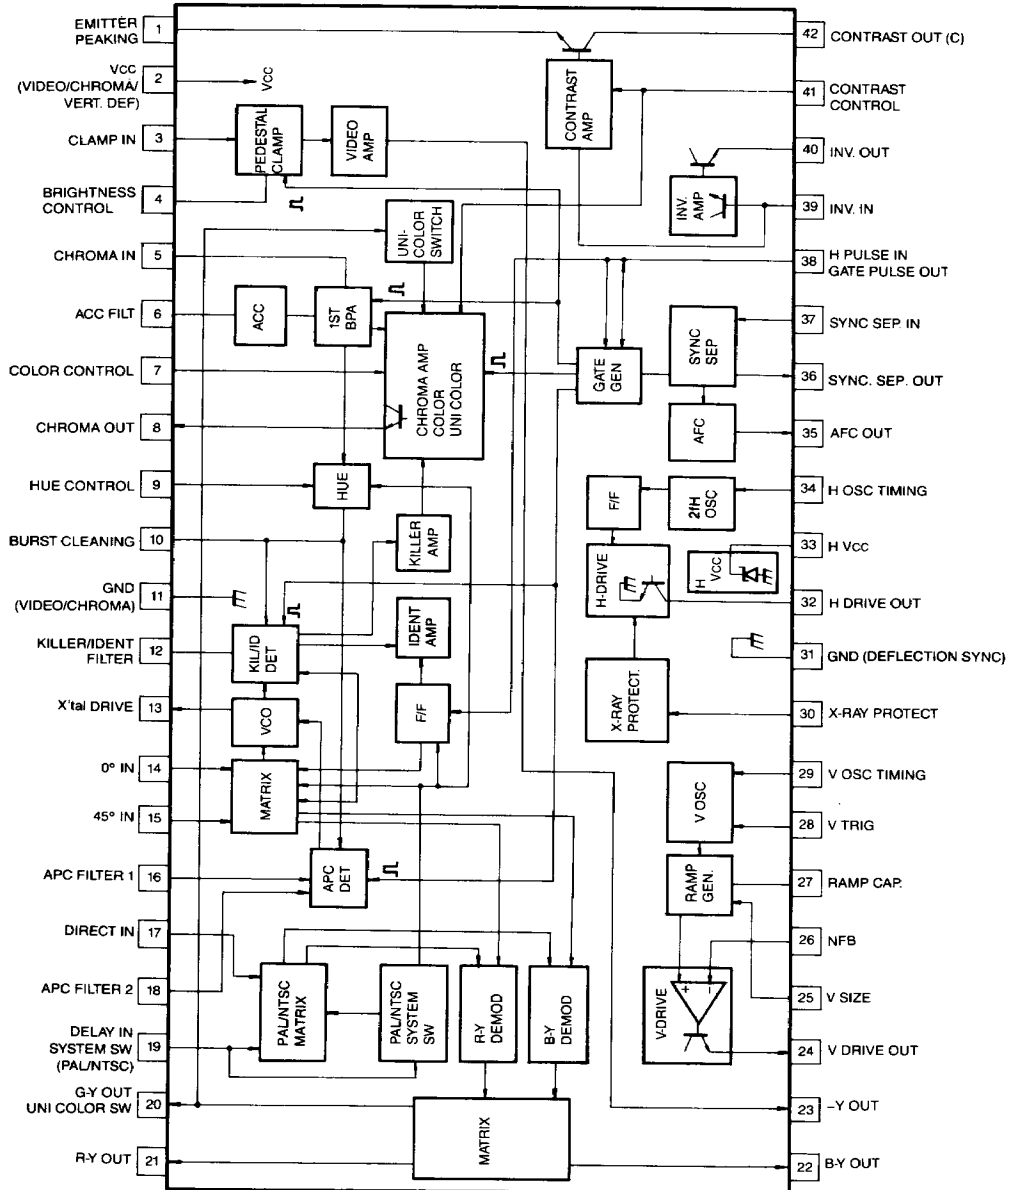 EMITTER
PEAKING
1
VCC
(VIDEO/CHROMA/
VERT. DEF)
2
VCC
CLAMP IN
3
BRIGHTNESS
CONTROL
4
CHROMA IN
5
ACC FILT
6
COLOR CONTROL
7
CHROMA OUT
8
HUE CONTROL
9
BURST CLEANING
10
GND
(VIDEO/CHROMA)
11
KILLER/IDENT
FILTER
12
X'tal DRIVE
13
0° IN
14
45° IN
15
APC FILTER 1
16
DIRECT IN
17
APC FILTER 2
18
DELAY IN
SYSTEM SW
(PAL/NTSC)
19
G-Y OUT
UNI COLOR SW
20
R-Y OUT
21
PEDESTAL
CLAMP
VIDEO
AMP
CONTRAST
AMP
INV.
AMP
UNI-
COLOR
SWITCH
ACC
1ST
BPA
CHROMA AMP
COLOR
UNI COLOR
GATE
GEN
SYNC
SEP
AFC
HUE
KILLER
AMP
F/F
2fH
OSC
H-DRIVE
H
VCC
KIL/ID
DET
IDENT
AMP
VCO
F/F
X-RAY
PROTECT.
MATRIX
V OSC
APC
DET
RAMP
GEN.
PAL/NTSC
MATRIX
PAL/NTSC
SYSTEM
SW
R-Y
DEMOD
B-Y
DEMOD
V-DRIVE
+
−
MATRIX
42
CONTRAST OUT (C)
41
CONTRAST
CONTROL
40
INV. OUT
39
INV. IN
38
H PULSE IN
GATE PULSE OUT
37
SYNC SEP. IN
36
SYNC. SEP. OUT
35
AFC OUT
34
H OSC TIMING
33
H VCC
32
H DRIVE OUT
31
GND (DEFLECTION SYNC)
30
X-RAY PROTECT
29
V OSC TIMING
28
V TRIG
27
RAMP CAP.
26
NFB
25
V SIZE
24
V DRIVE OUT
23
-Y OUT
22
B-Y OUT